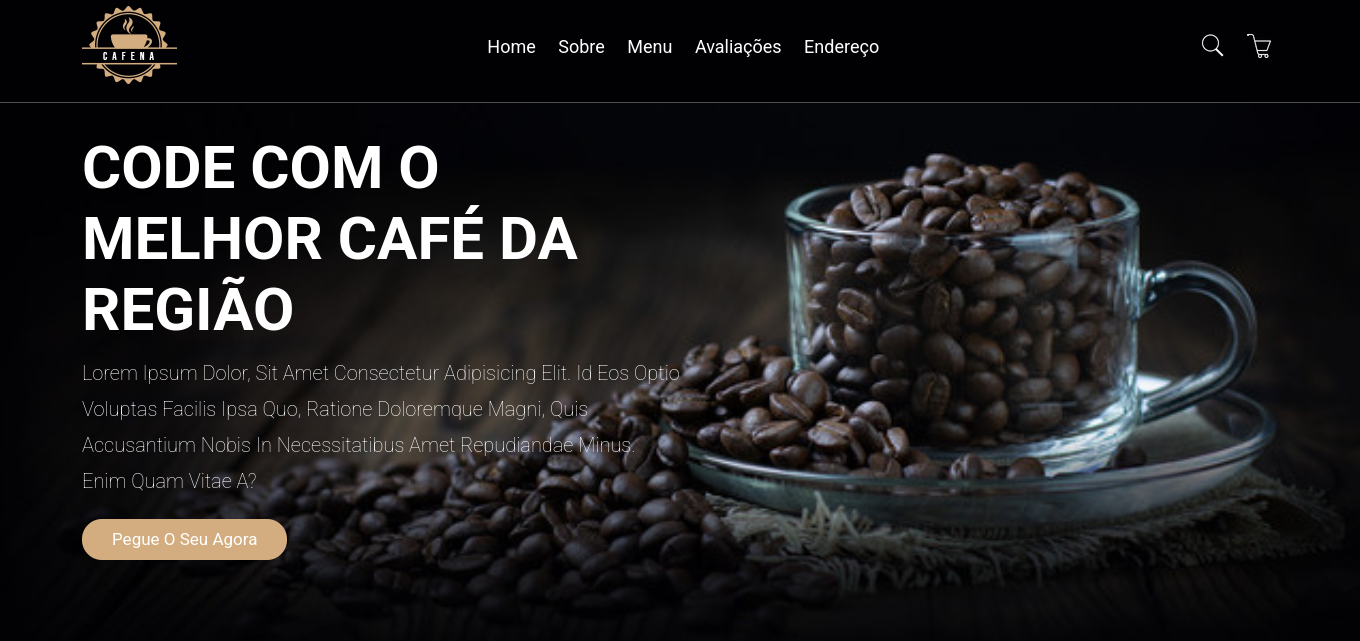 CAFENA
Home Sobre Menu Avaliações Endereço
CODE COM O
MELHOR CAFÉ DA
REGIÃO
Lorem Ipsum Dolor, Sit Amet Consectetur Adipisicing Elit. Id Eos Optio
Voluptas Facilis Ipsa Quo, Ratione Doloremque Magni, Quis
Accusantium Nobis In Necessitatibus Amet Repudiandae Minus.
Enim Quam Vitae A?
Pegue O Seu Agora